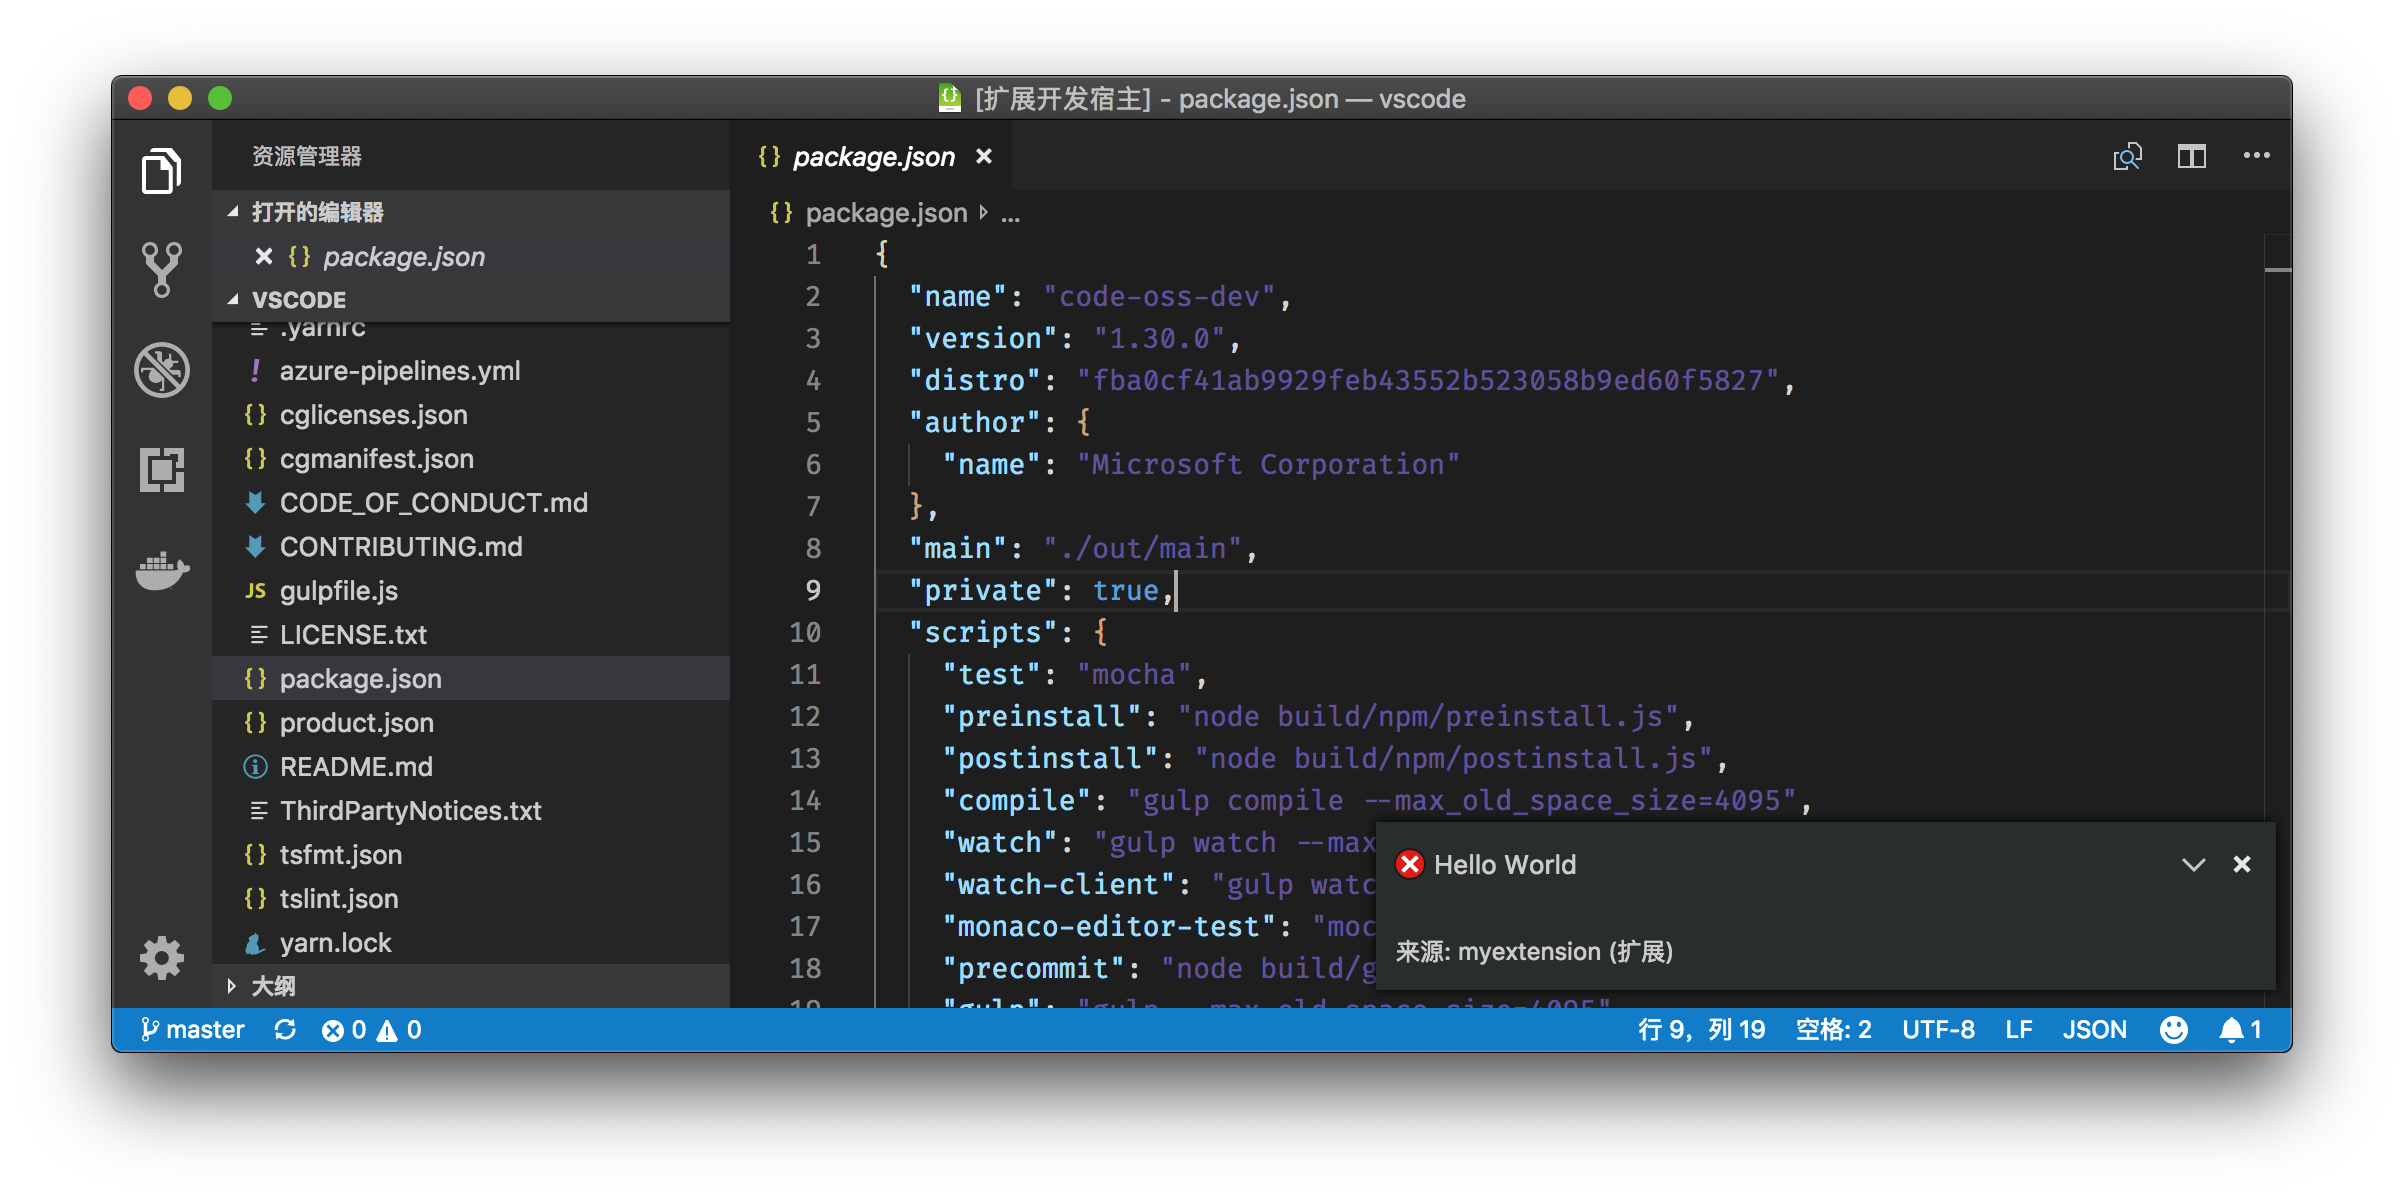 [扩展开发宿主] - package.json — vscode
资源管理器
打开的编辑器
package.json
VSCODE
.yarnrc
azure-pipelines.yml
cglicenses.json
cgmanifest.json
CODE_OF_CONDUCT.md
CONTRIBUTING.md
JS gulpfile.js
LICENSE.txt
package.json
product.json
README.md
ThirdPartyNotices.txt
tsfmt.json
tslint.json
yarn.lock
大纲
{} package.json
{} package.json ...
1 {
2 "name": "code-oss-dev",
3 "version": "1.30.0",
4 "distro": "fba0cf41ab9929feb43552b523058b9ed60f5827",
5 "author": {
6 "name": "Microsoft Corporation"
7 },
8 "main": "./out/main",
9 "private": true,
10 "scripts": {
11 "test": "mocha",
12 "preinstall": "node build/npm/preinstall.js",
13 "postinstall": "node build/npm/postinstall.js",
14 "compile": "gulp compile --max_old_space_size=4095",
15 "watch": "gulp watch --max
16 "watch-client": "gulp watc
17 "monaco-editor-test": "moc
18 "precommit": "node build/g
19 "gulp": "gulp --max_old_space_size=4095"
Hello World
来源: myextension (扩展)
master 0 0
行 9，列 19 空格: 2 UTF-8 LF JSON 1